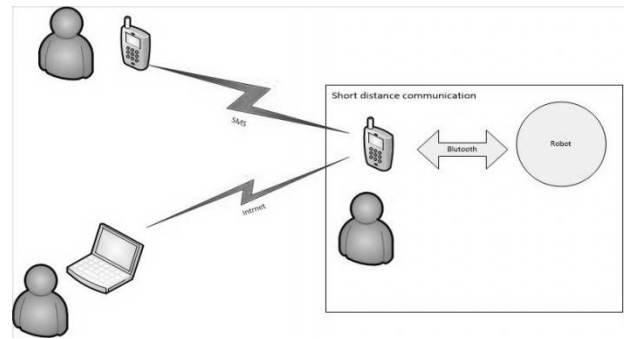 Short distance communication
SMS
Blutooth
Robot
Intrnet